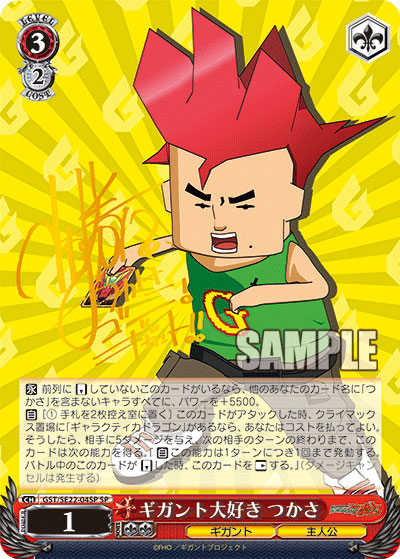 LEVEL
3
2
COST
SAMPLE
永 前列に［］していないこのカードがいるなら、他のあなたのカード名に「つ
かさ」を含まないキャラすべてに、パワーを＋5500。
自［① 手札を2枚控え室に置く］このカードがアタックした時、クライマッ
クス置場に「ギャラクティカ・ドラゴン」があるなら、あなたはコストを払ってよい。
そうしたら、相手に5ダメージを与え、次の相手のターンの終わりまで、この
カードは次の能力を得る。『自 この能力は1ターンにつき1回まで発動する。
バトル中のこのカードが［］した時、このカードを［］する。』（ダメージキャン
セルは発生する）
CH
GST/SE22-04SP SP
1
ギガント大好き つかさ
ギガント
主人公
©FHO／ギガントプロジェクト